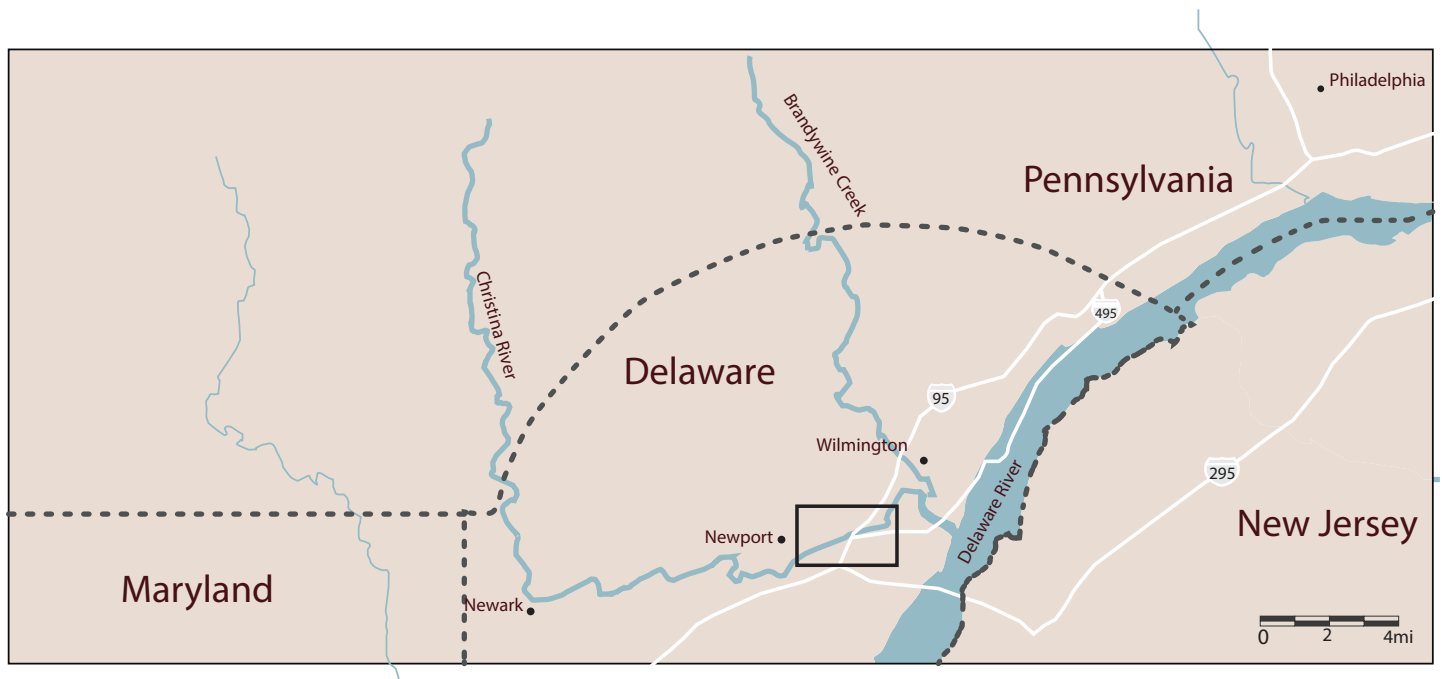 Philadelphia
Brandywine Creek
Pennsylvania
Christina River
495
Delaware
95
Wilmington
295
Delaware River
New Jersey
Newport
Maryland
Newark
0 2 4mi